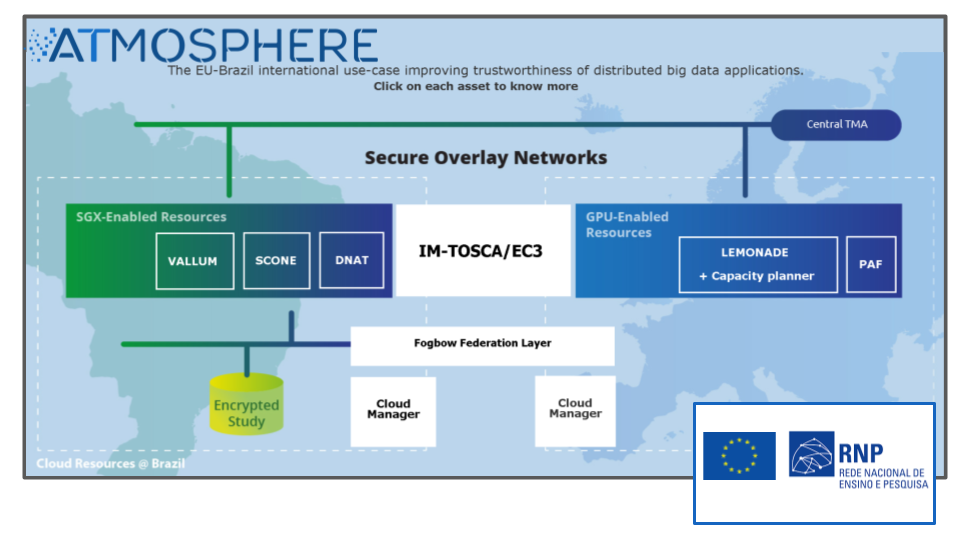 ATMOSPHERE
The EU-Brazil international use-case improving trustworthiness of distributed big data applications.
Click on each asset to know more
Central TMA
Secure Overlay Networks
SGX-Enabled Resources
VALLUM
SCONE
DNAT
IM-TOSCA/EC3
GPU-Enabled
Resources
LEMONADE
+ Capacity planner
PAF
Fogbow Federation Layer
Encrypted
Study
Cloud
Manager
Cloud
Manager
Cloud Resources @ Brazil
RNP
REDE NACIONAL DE
ENSINO E PESQUISA